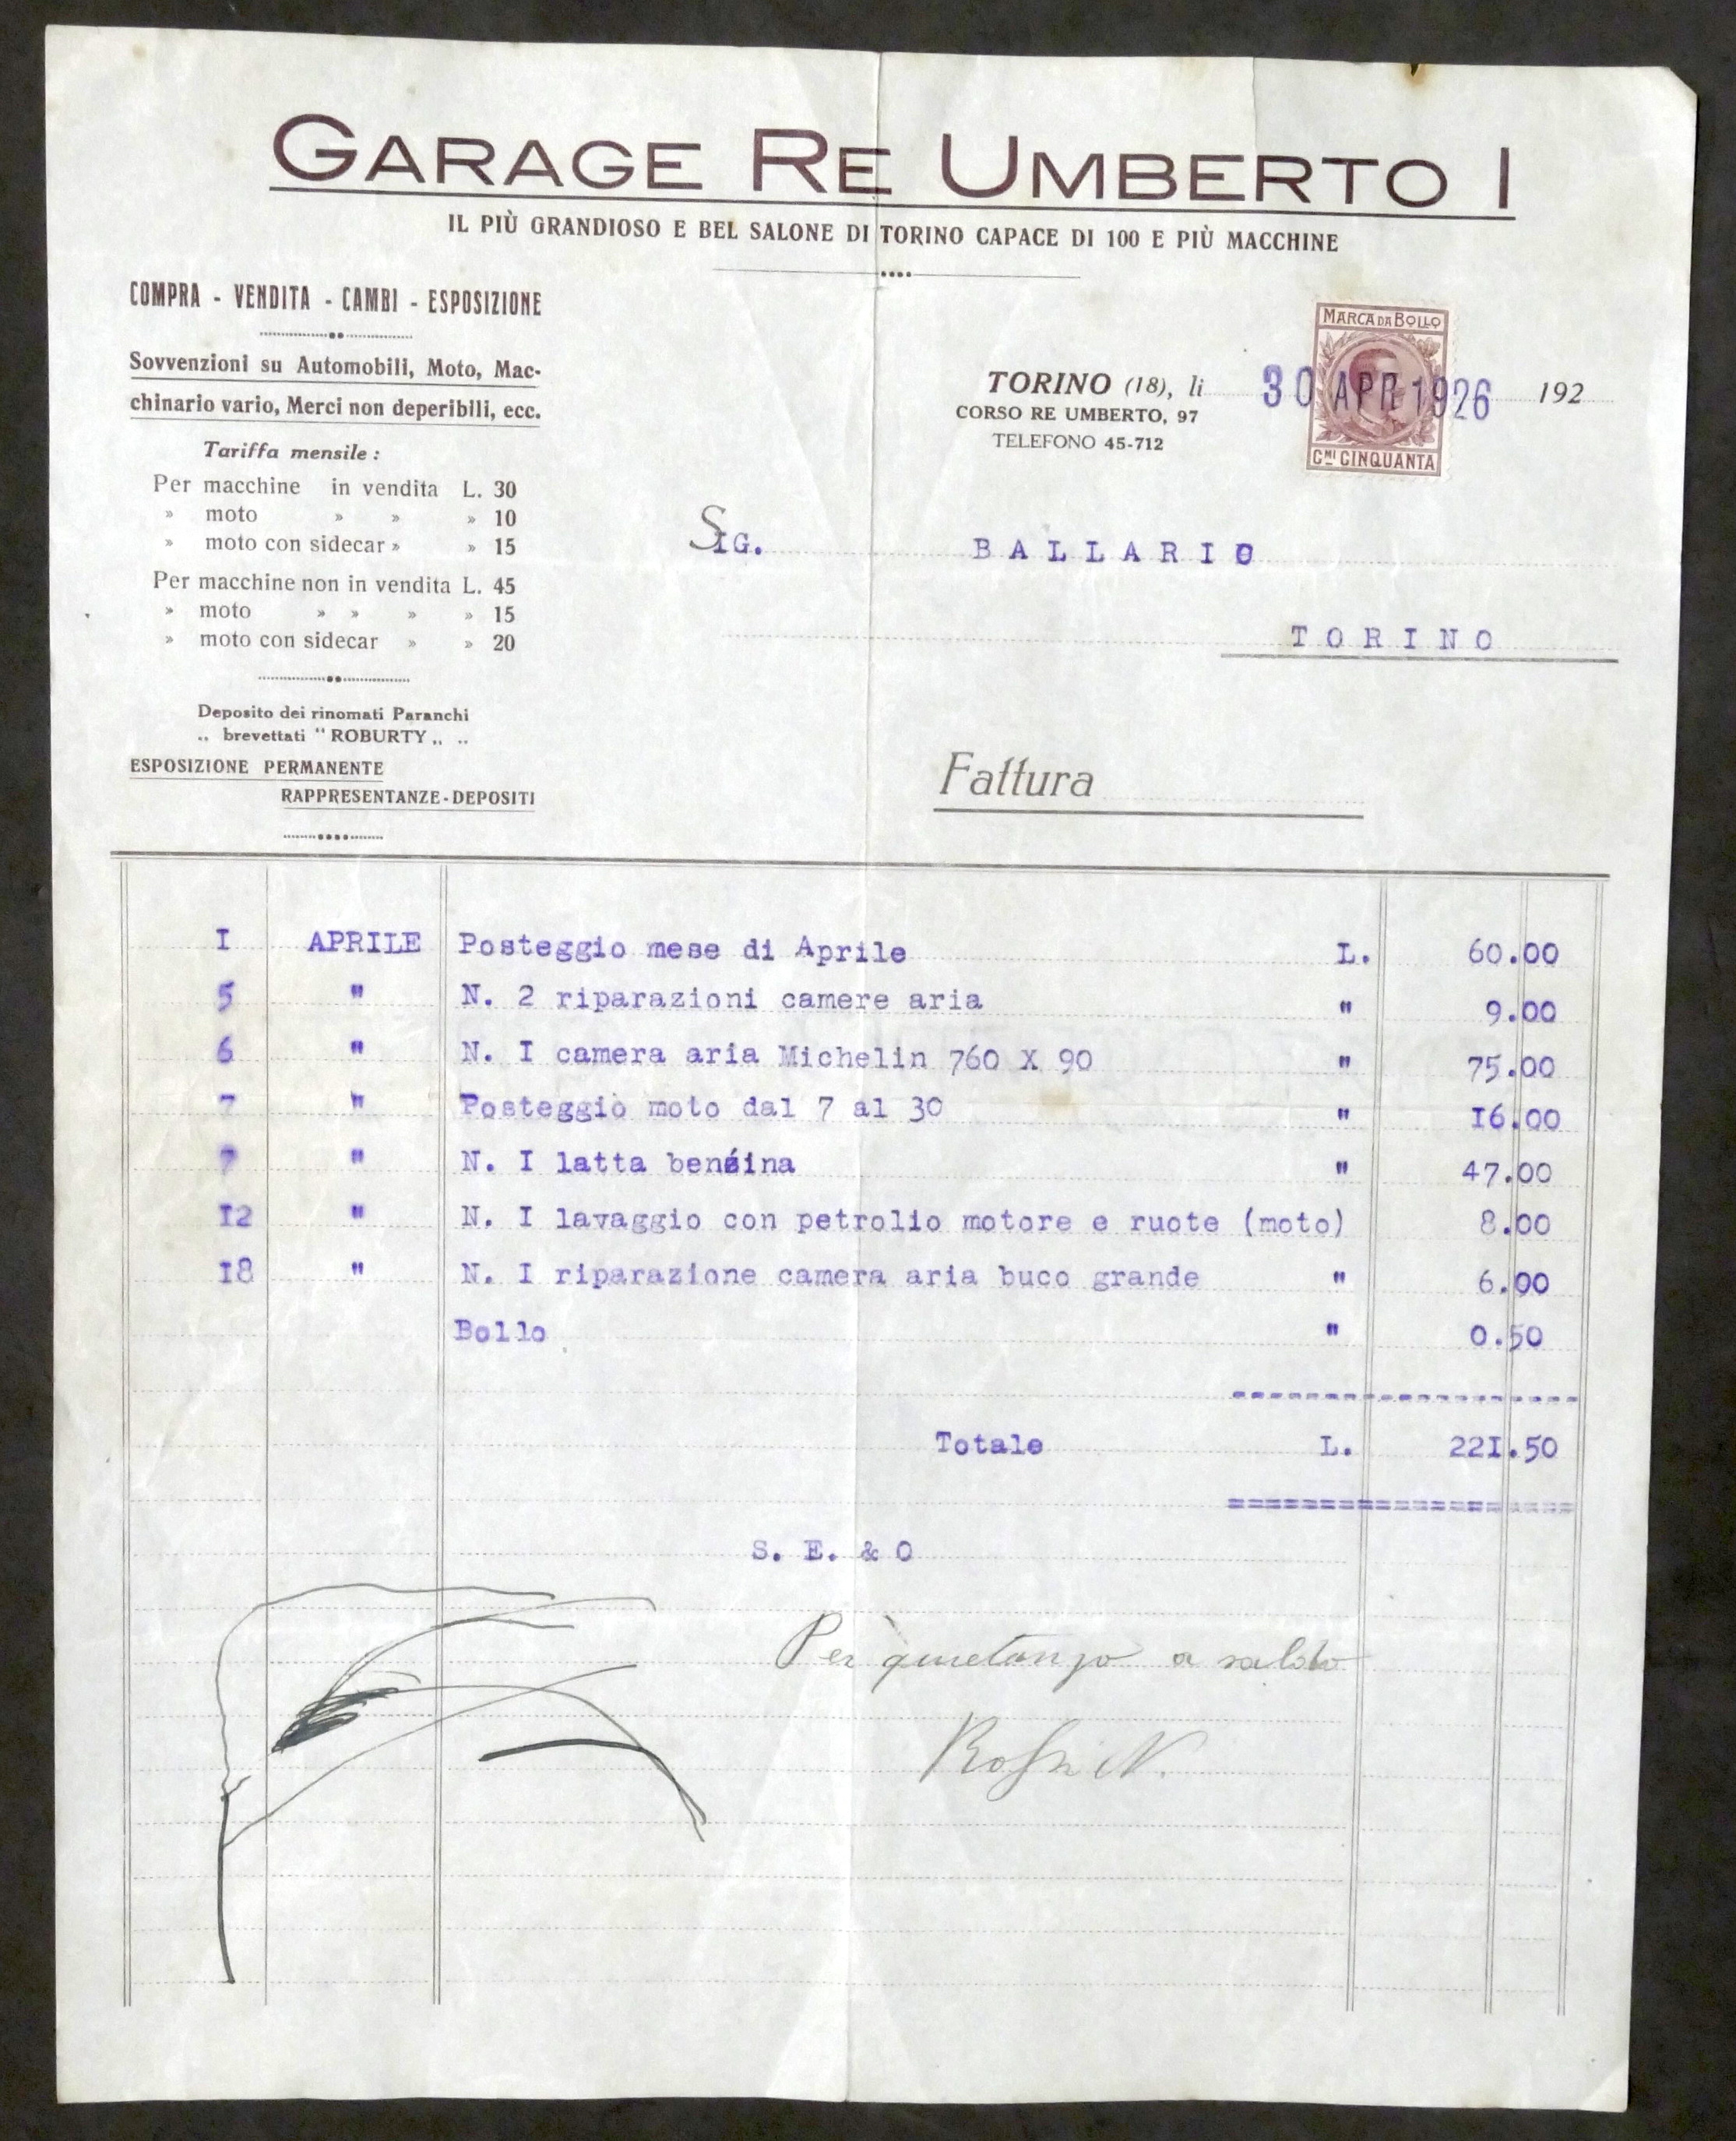 GARAGE RE UMBERTO I
IL PIÙ GRANDIOSO E BEL SALONE DI TORINO CAPACE DI 100 E PIÙ MACCHINE
COMPRA - VENDITA - CAMBI - ESPOSIZIONE
Sovvenzioni su Automobili, Moto, Mac-
chinario vario, Merci non deperibili, ecc.
Tariffa mensile :
Per macchine in vendita L. 30
» moto » » » 10
» moto con sidecar » » 15
Per macchine non in vendita L. 45
» moto » » » » 15
» moto con sidecar » » 20
Deposito dei rinomati Paranchi
.. brevettati " ROBURTY „ ..
ESPOSIZIONE PERMANENTE
RAPPRESENTANZE - DEPOSITI
MARCA DA BOLLO
CMI CINQUANTA
TORINO (18), li 30 APR 1926 192
CORSO RE UMBERTO, 97
TELEFONO 45-712
SIG. BALLARIO
TORINO
Fattura
I APRILE Posteggio mese di Aprile L. 60.00
5 " N. 2 riparazioni camere aria " 9.00
6 " N. I camera aria Michelin 760 X 90 " 75.00
7 " Posteggio moto dal 7 al 30 " I6.00
" N. I latta benzina " 47.00
I2 " N. I lavaggio con petrolio motore e ruote (moto) 8.00
I8 " N. I riparazione camera aria buco grande " 6.00
Bollo " 0.50
Totale L. 22I.50
S. E. & O
Per quietanza a saldo
Rossi N.